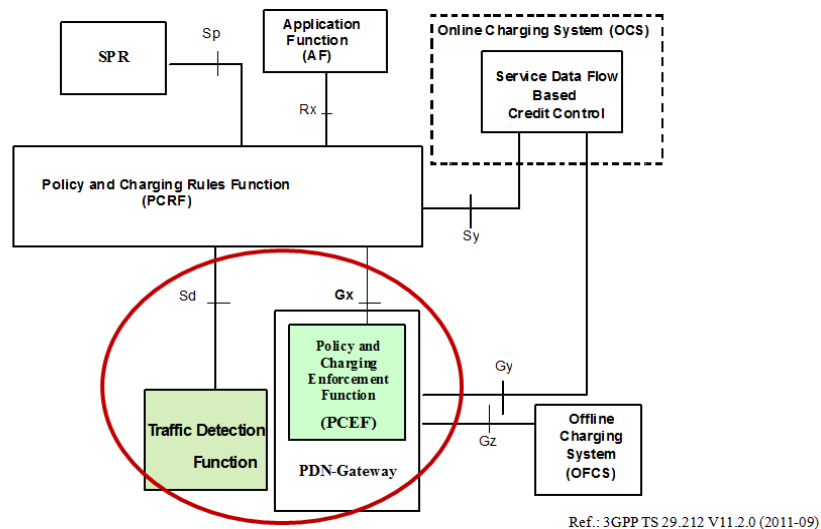 Sp
SPR
Application
Function
(AF)
Online Charging System (OCS)
Service Data Flow
Based
Credit Control
Rx
Policy and Charging Rules Function
(PCRF)
Sy
Sd
Gx
Policy and
Charging
Enforcement
Function
(PCEF)
PDN-Gateway
Traffic Detection
Function
Gy
Gz
Offline
Charging
System
(OFCS)
Ref.: 3GPP TS 29.212 V11.2.0 (2011-09)